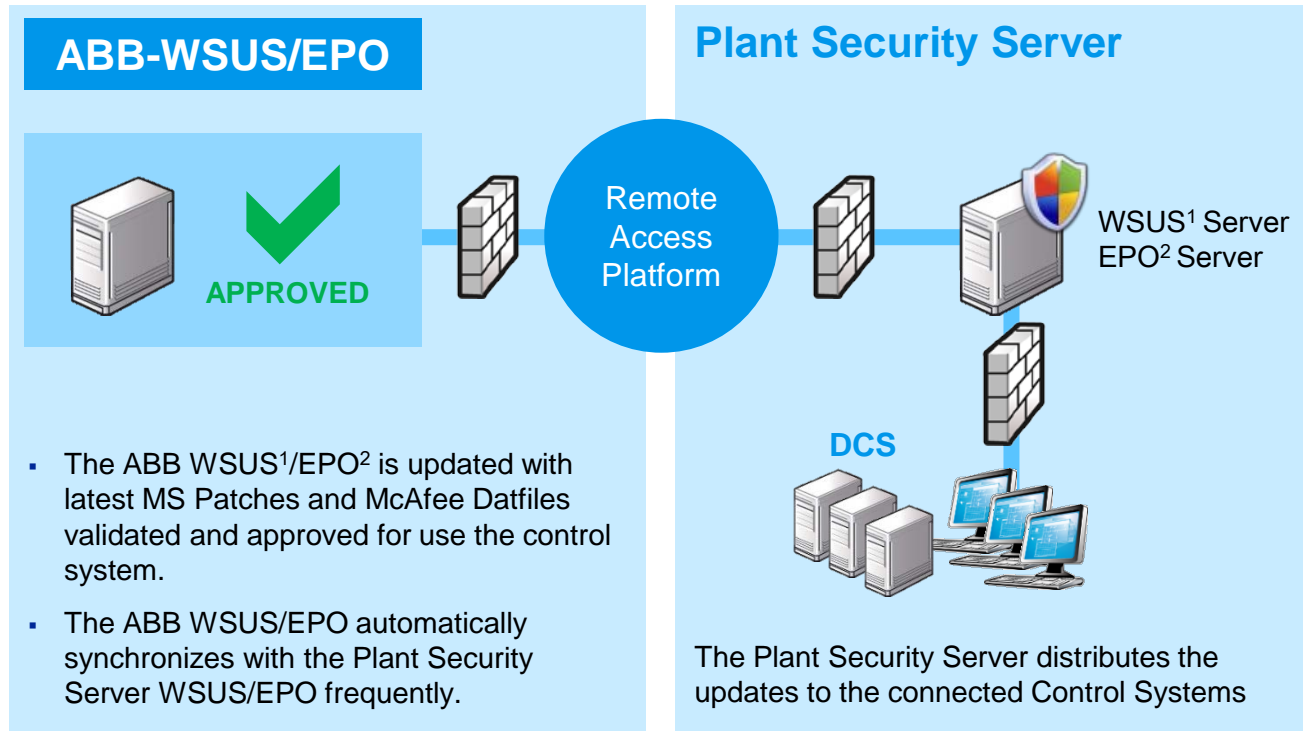 ABB-WSUS/EPO
APPROVED
Remote
Access
Platform
▪ The ABB WSUS¹/EPO² is updated with
latest MS Patches and McAfee Datfiles
validated and approved for use the control
system.
▪ The ABB WSUS/EPO automatically
synchronizes with the Plant Security
Server WSUS/EPO frequently.
Plant Security Server
WSUS¹ Server
EPO² Server
DCS
The Plant Security Server distributes the
updates to the connected Control Systems